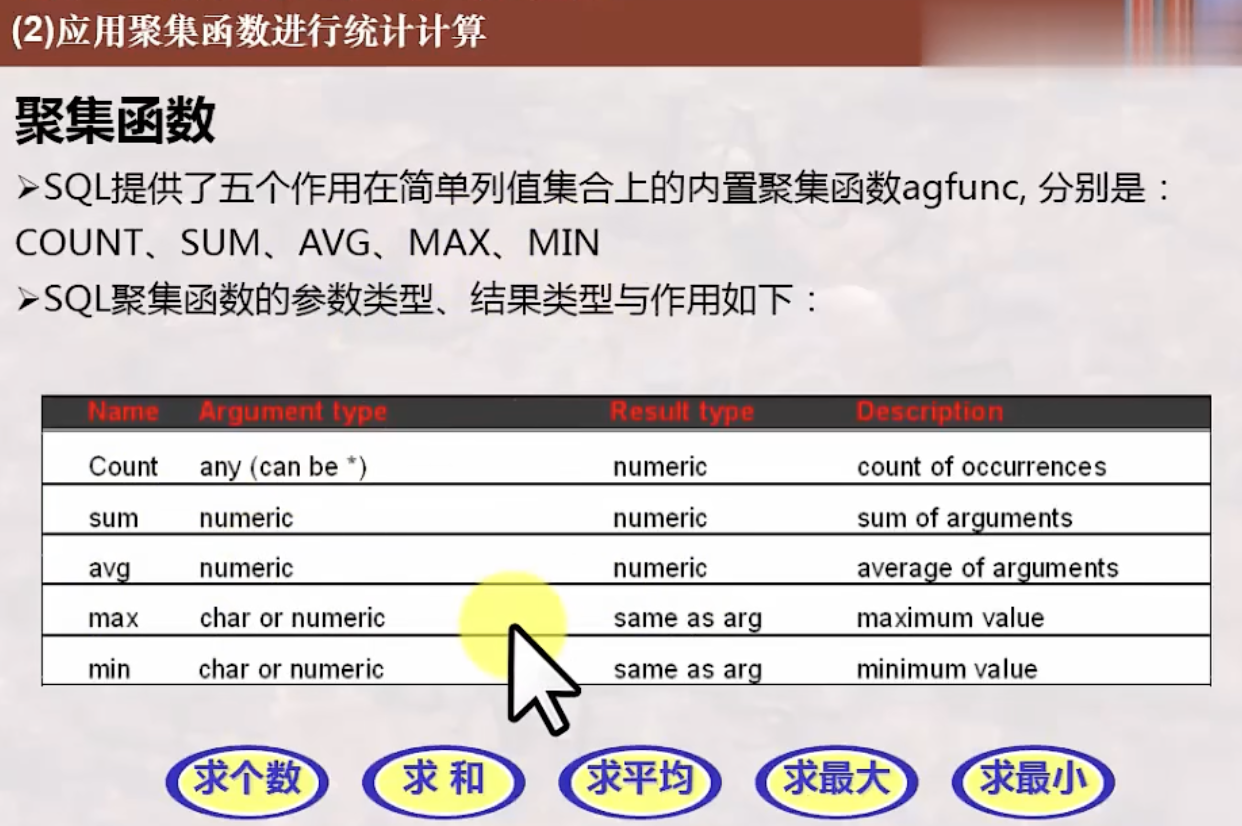 (2)应用聚集函数进行统计计算
聚集函数
➢SQL提供了五个作用在简单列值集合上的内置聚集函数agfunc, 分别是：
COUNT、SUM、AVG、MAX、MIN
➢SQL聚集函数的参数类型、结果类型与作用如下：
Name Argument type Result type Description
Count any (can be *) numeric count of occurrences
sum numeric numeric sum of arguments
avg numeric numeric average of arguments
max char or numeric same as arg maximum value
min char or numeric same as arg minimum value
求个数 求 和 求平均 求最大 求最小